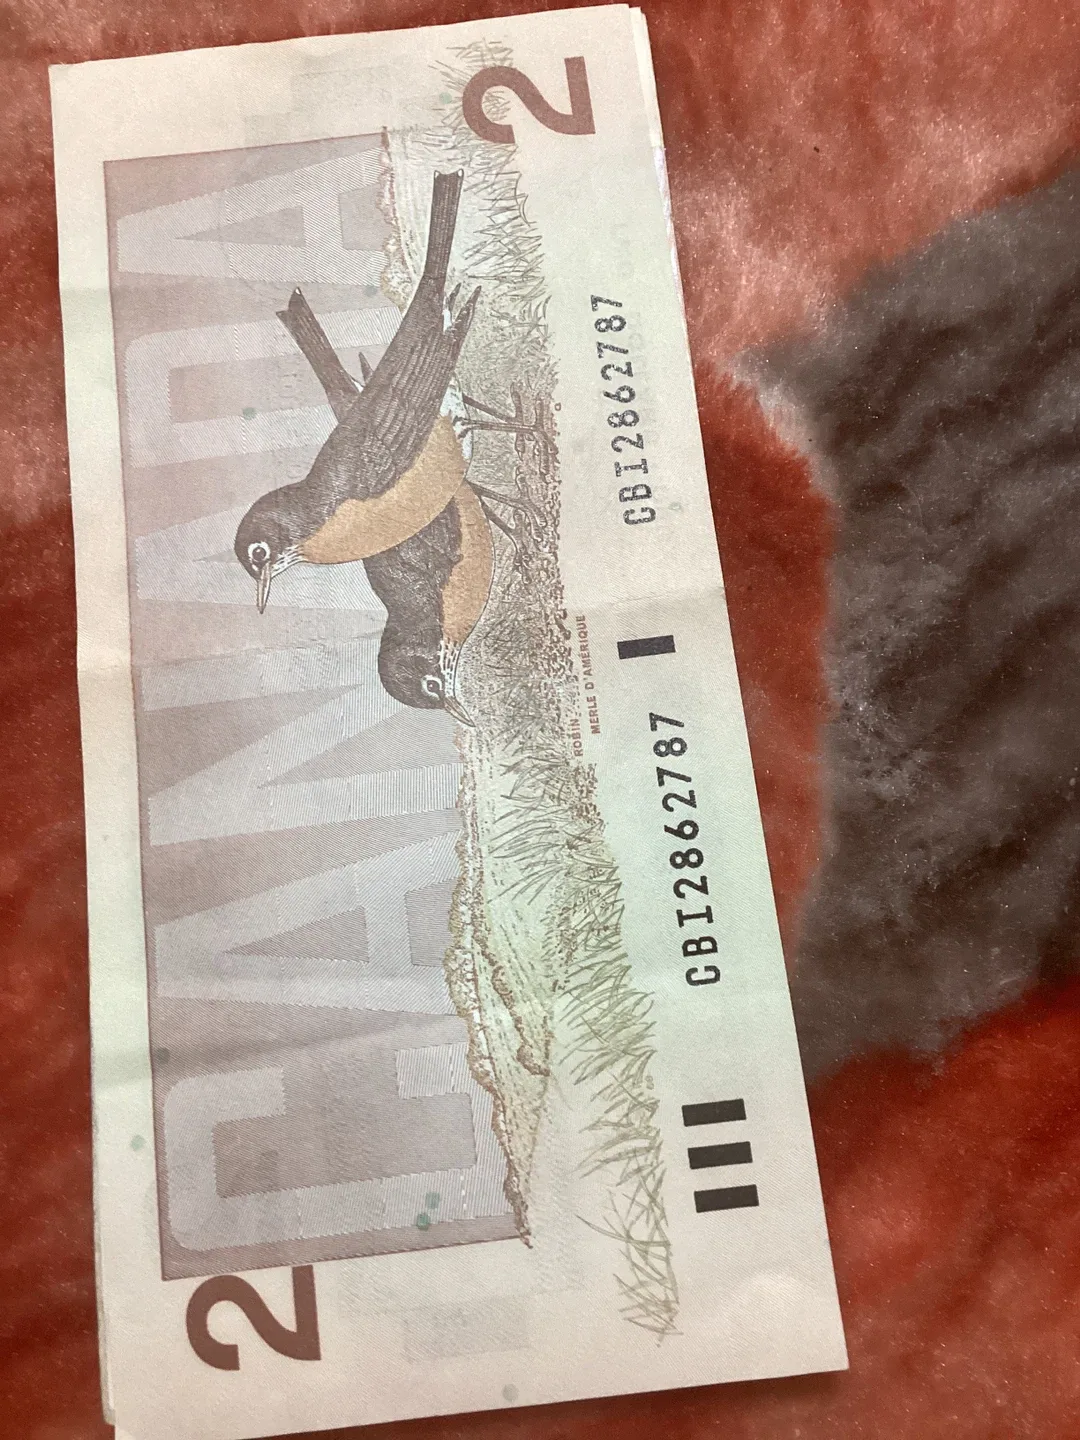 2
CANADA
2
ROBIN
MERLE D'AMÉRIQUE
CBI2862787
CBI2862787